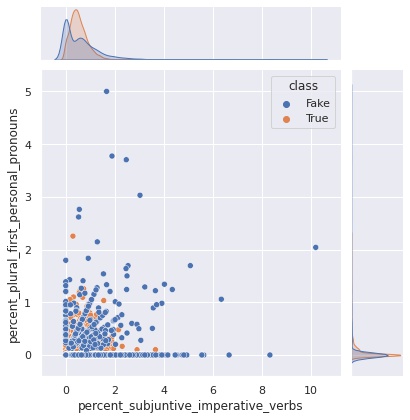 class
Fake
True
5
4
3
2
1
0
percent_plural_first_personal_pronouns
0 2 4 6 8 10
percent_subjuntive_imperative_verbs